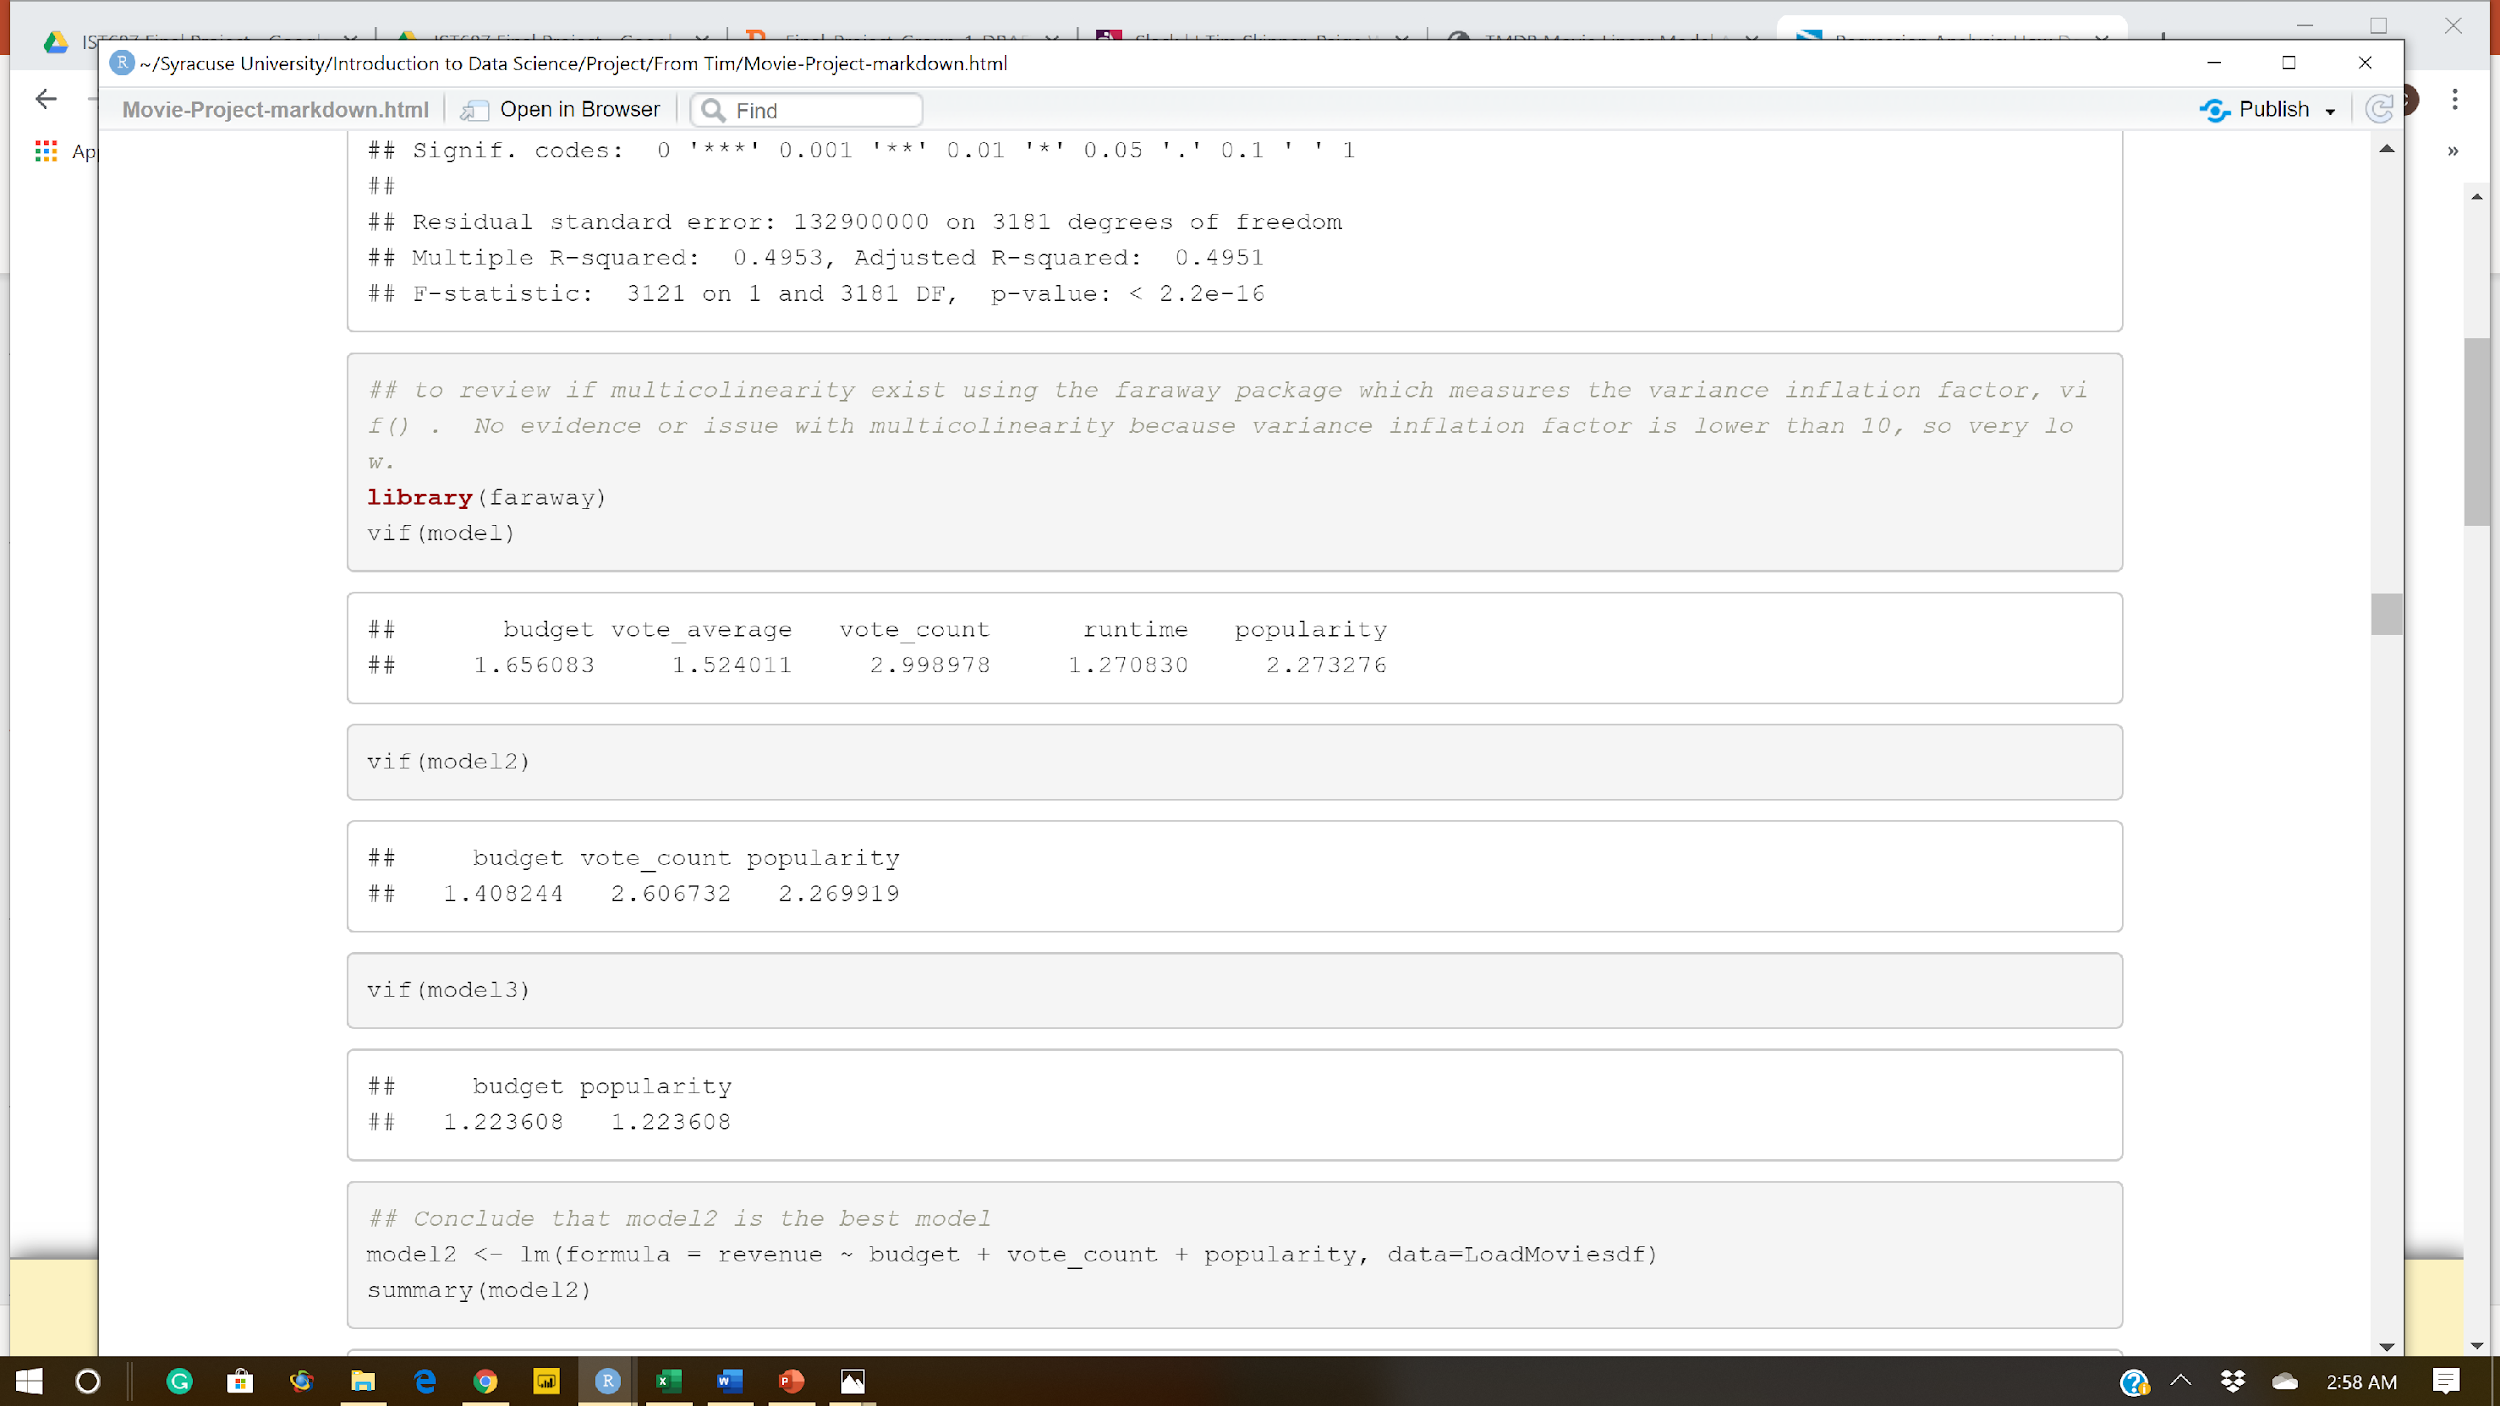 ~/Syracuse University/Introduction to Data Science/Project/From Tim/Movie-Project-markdown.html
Movie-Project-markdown.html Open in Browser Find Publish
Ap
## Signif. codes:  0 '***' 0.001 '**' 0.01 '*' 0.05 '.' 0.1 ' ' 1
##
## Residual standard error: 132900000 on 3181 degrees of freedom
## Multiple R-squared:  0.4953, Adjusted R-squared:  0.4951
## F-statistic:  3121 on 1 and 3181 DF,  p-value: < 2.2e-16
## to review if multicolinearity exist using the faraway package which measures the variance inflation factor, vi
f() .  No evidence or issue with multicolinearity because variance inflation factor is lower than 10, so very lo
w.
library(faraway)
vif(model)
##       budget vote_average   vote_count      runtime   popularity
##     1.656083     1.524011     2.998978     1.270830     2.273276
vif(model2)
##     budget vote_count popularity
##   1.408244   2.606732   2.269919
vif(model3)
##     budget popularity
##   1.223608   1.223608
## Conclude that model2 is the best model
model2 <- lm(formula = revenue ~ budget + vote_count + popularity, data=LoadMoviesdf)
summary(model2)
2:58 AM